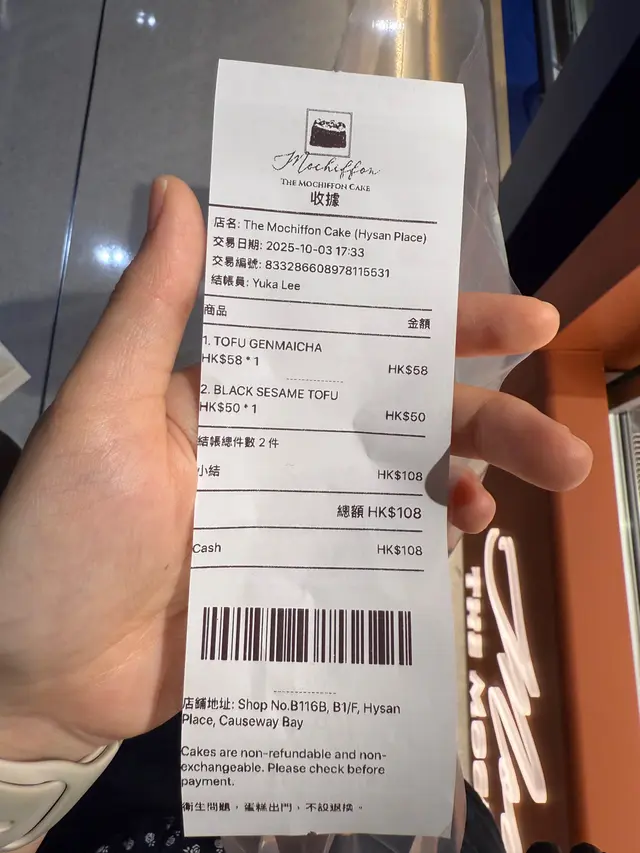 Mochiffon
THE MOCHIFFON CAKE
收據
店名: The Mochiffon Cake (Hysan Place)
交易日期: 2025-10-03 17:33
交易編號: 833286608978115531
結帳員: Yuka Lee
商品 金額
1. TOFU GENMAICHA
HK$58 * 1 HK$58
2. BLACK SESAME TOFU
HK$50 * 1 HK$50
結帳總件數 2 件
小結 HK$108
總額 HK$108
Cash HK$108
店舖地址: Shop No.B116B, B1/F, Hysan
Place, Causeway Bay
Cakes are non-refundable and non-
exchangeable. Please check before
payment.
衛生問題，蛋糕出門，不設退換。
THE MOC